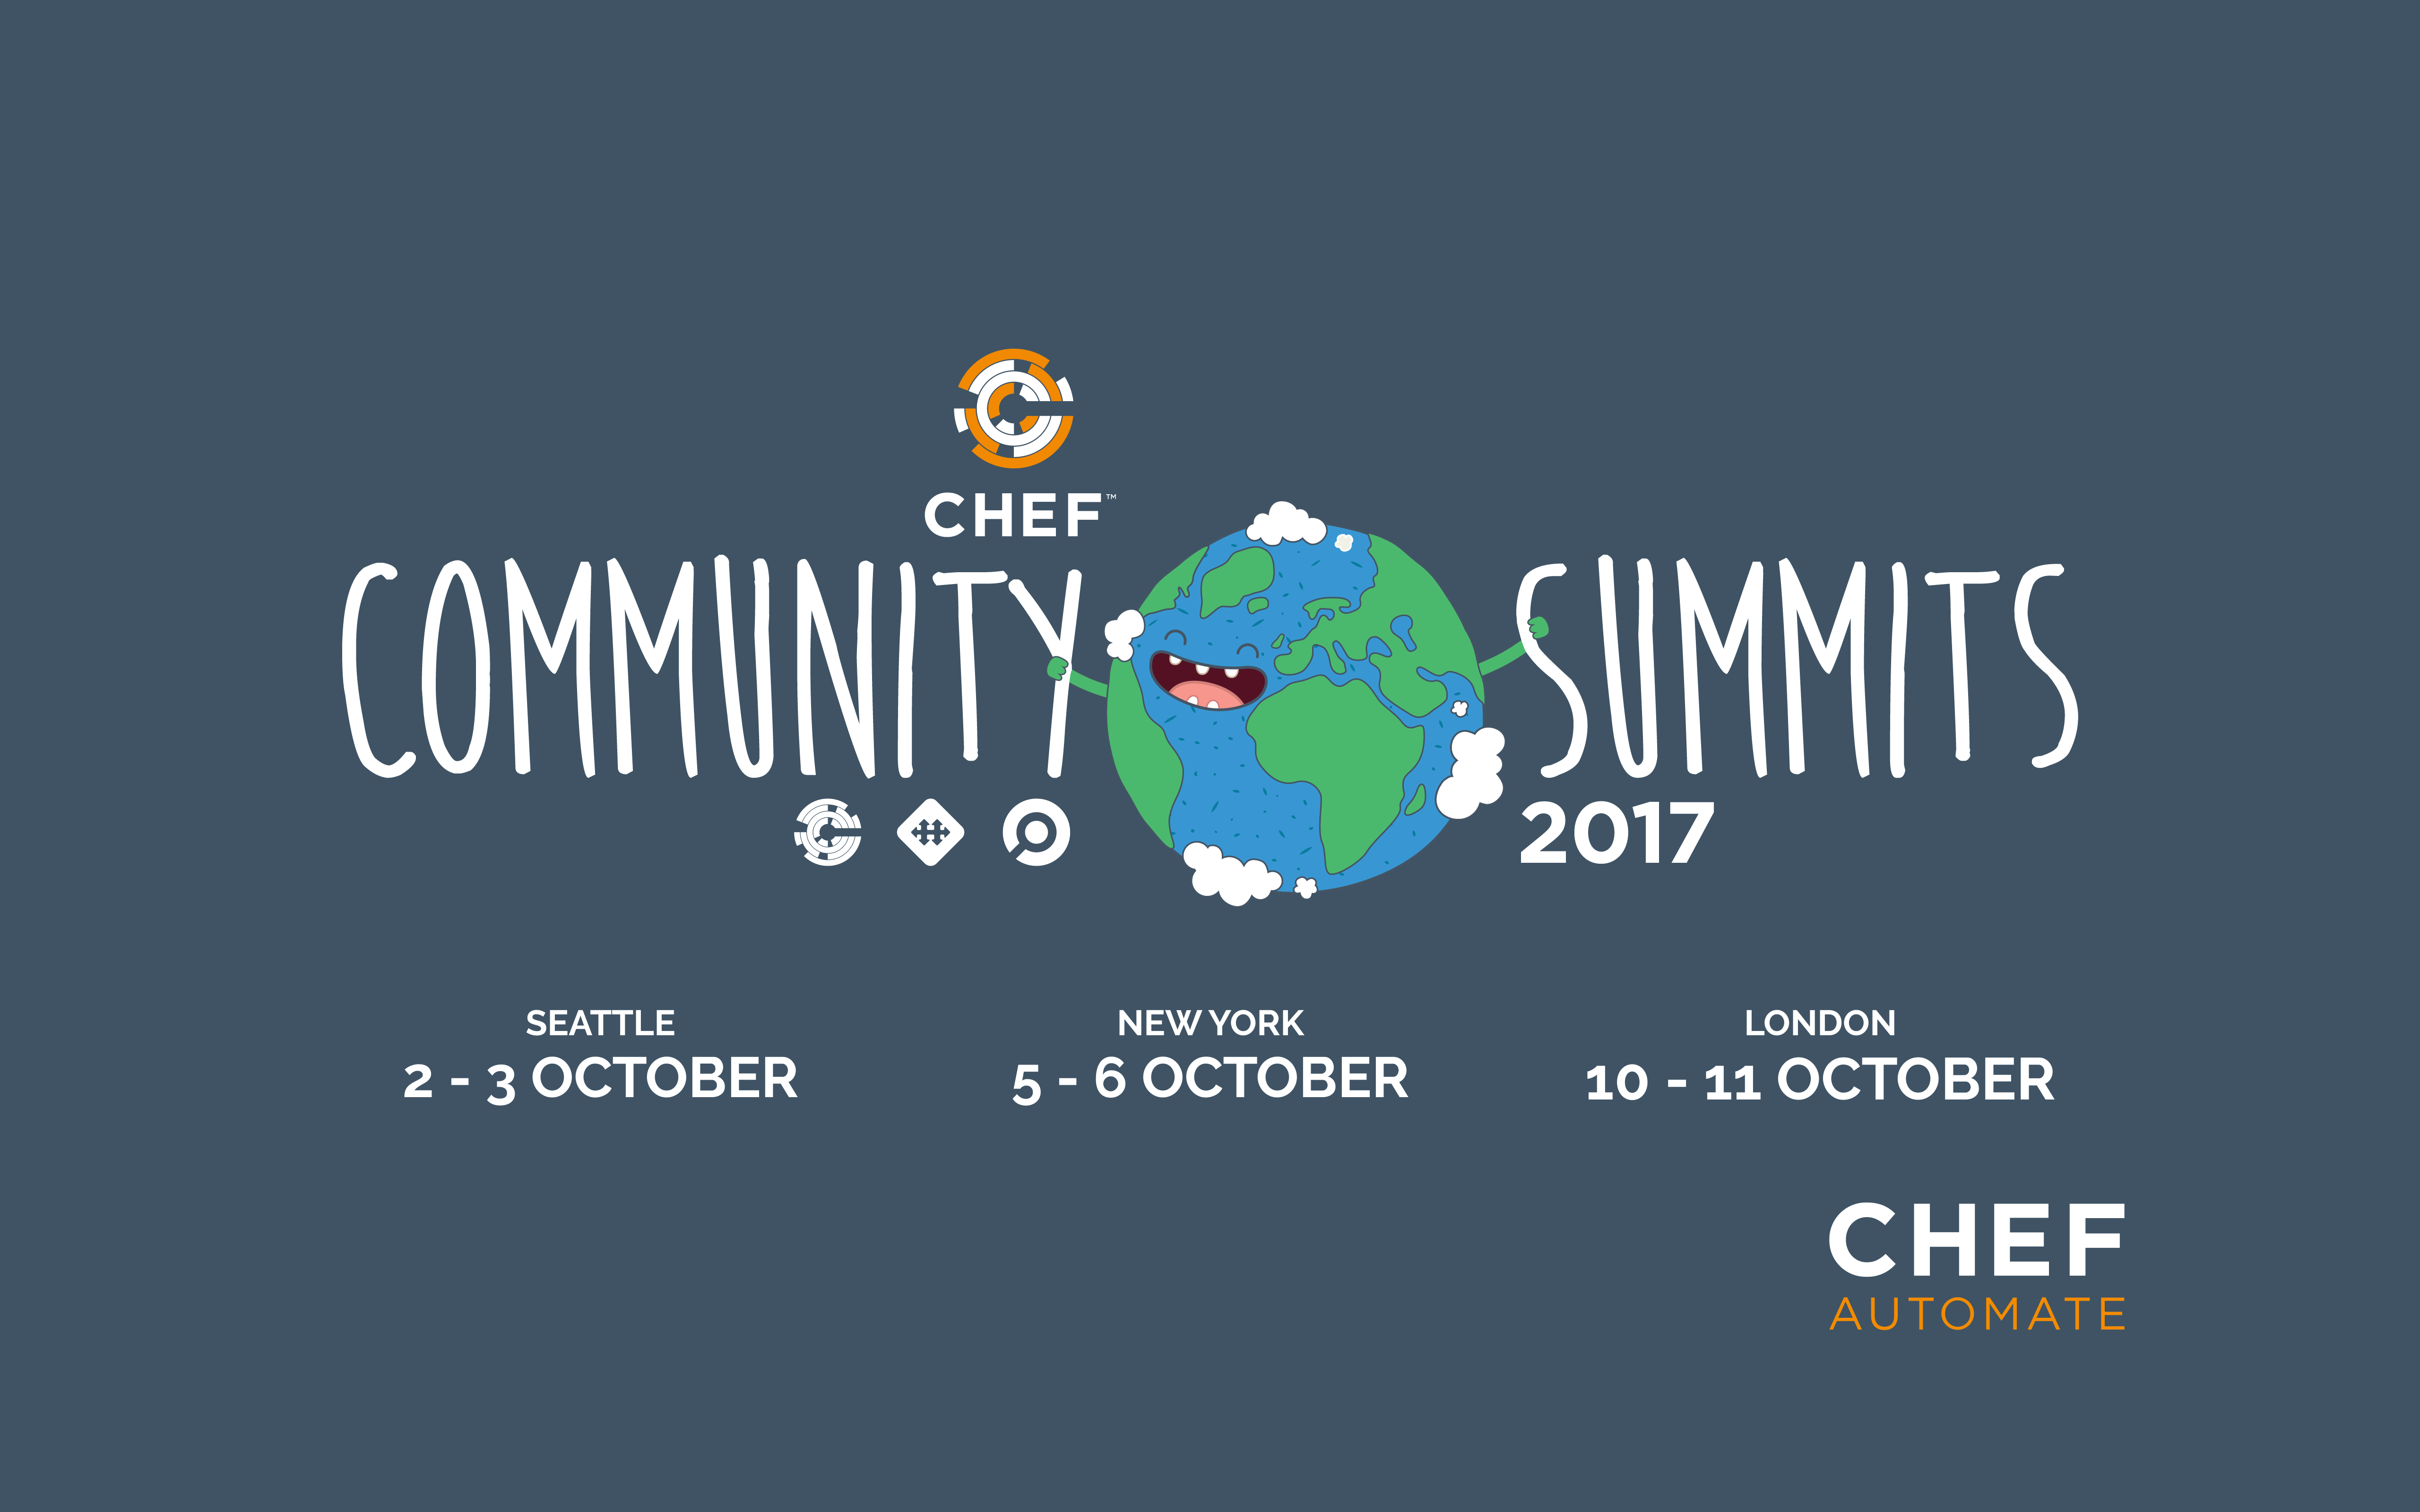 CHEF™
COMMUNITY SUMMITS
2017
SEATTLE
2 - 3 OCTOBER
NEW YORK
5 - 6 OCTOBER
LONDON
10 - 11 OCTOBER
CHEF
AUTOMATE